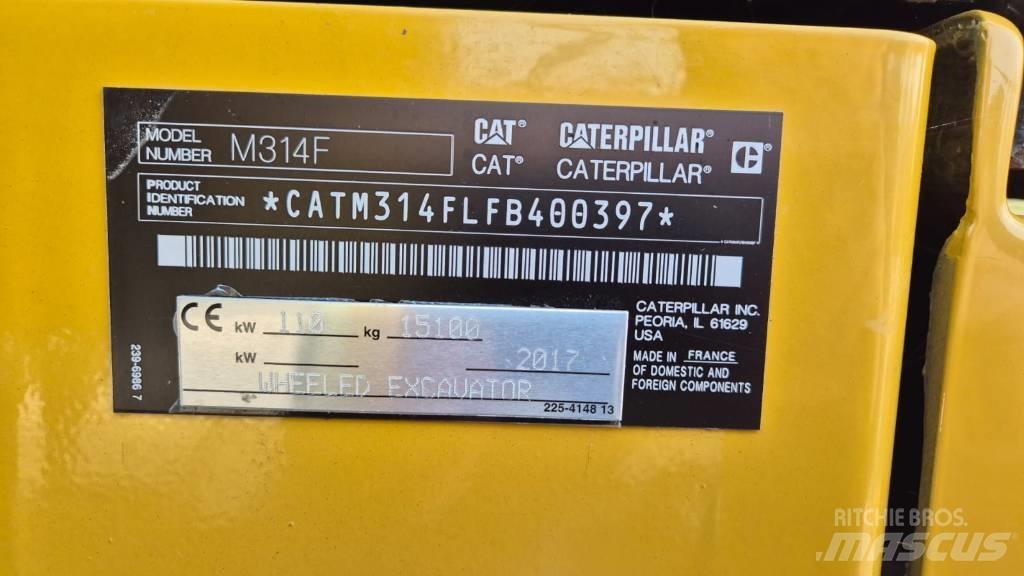 MODEL
NUMBER M314F
CAT® CATERPILLAR®
CAT® CATERPILLAR® C
PRODUCT
IDENTIFICATION
NUMBER *CATM314FLFB400397*
CE kW 110 kg 15100
kW 2017
WHEELED EXCAVATOR
225-4148 13
239-6986 7
CATERPILLAR INC.
PEORIA, IL 61629
USA
MADE IN FRANCE
OF DOMESTIC AND
FOREIGN COMPONENTS
RITCHIE BROS.
MASCUS